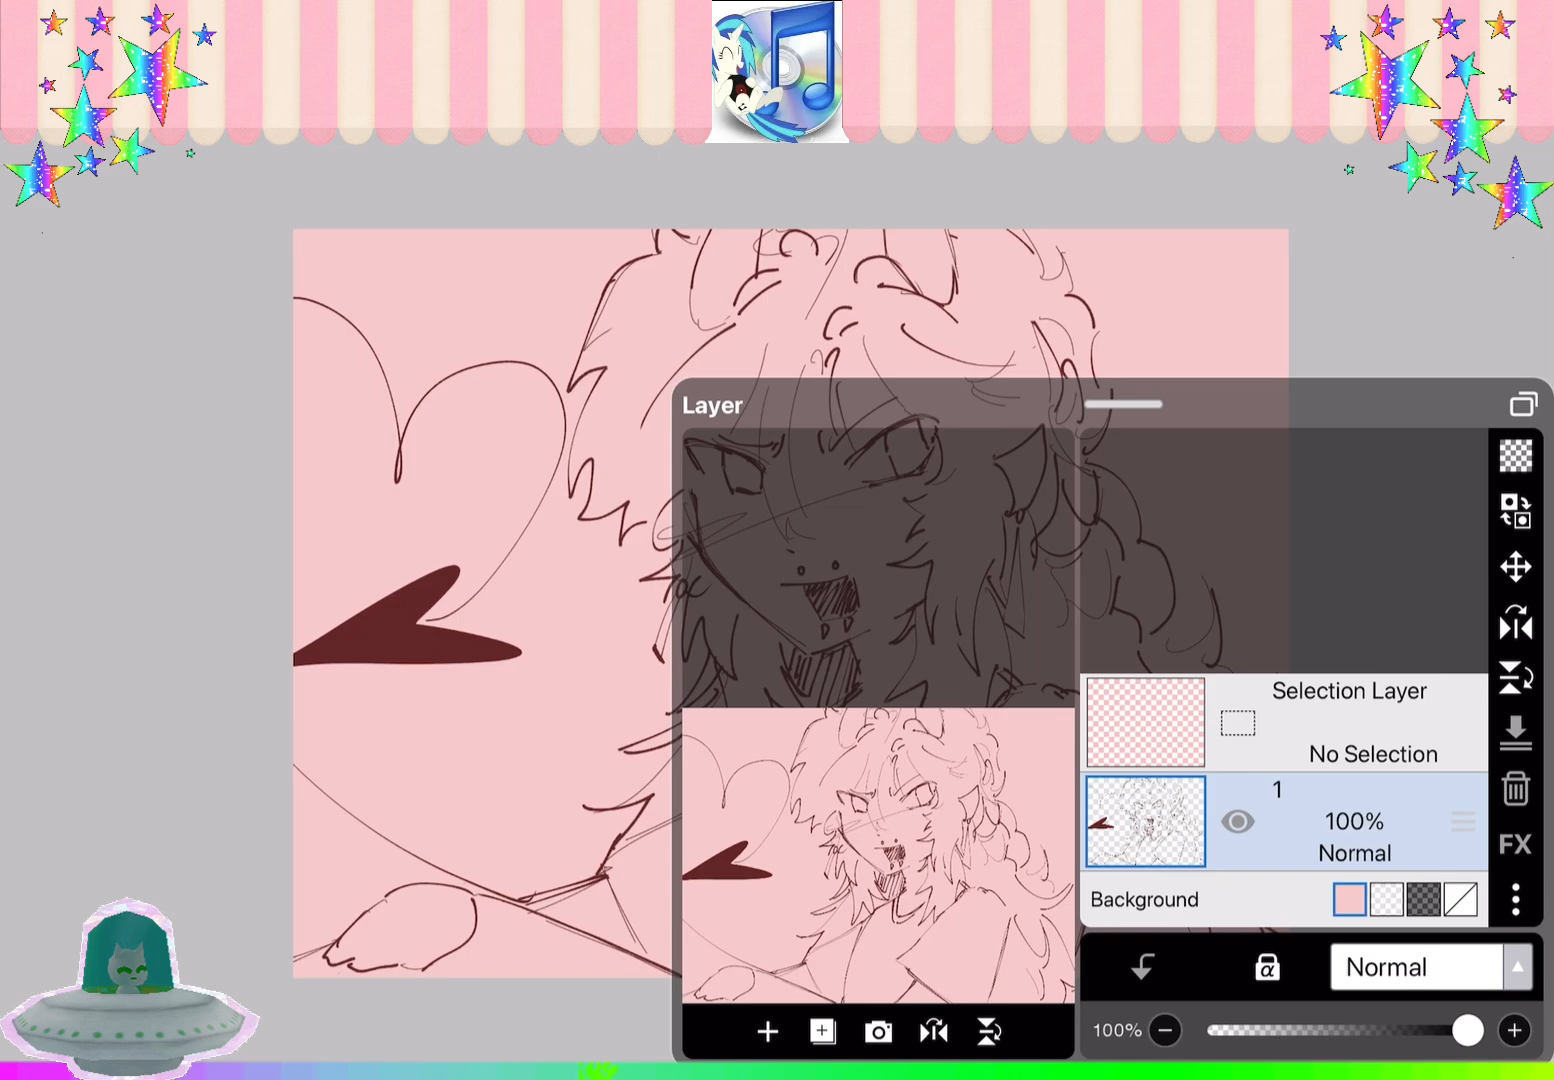 Layer
Selection Layer
No Selection
1
100%
Normal
Background
FX
α
Normal
100%